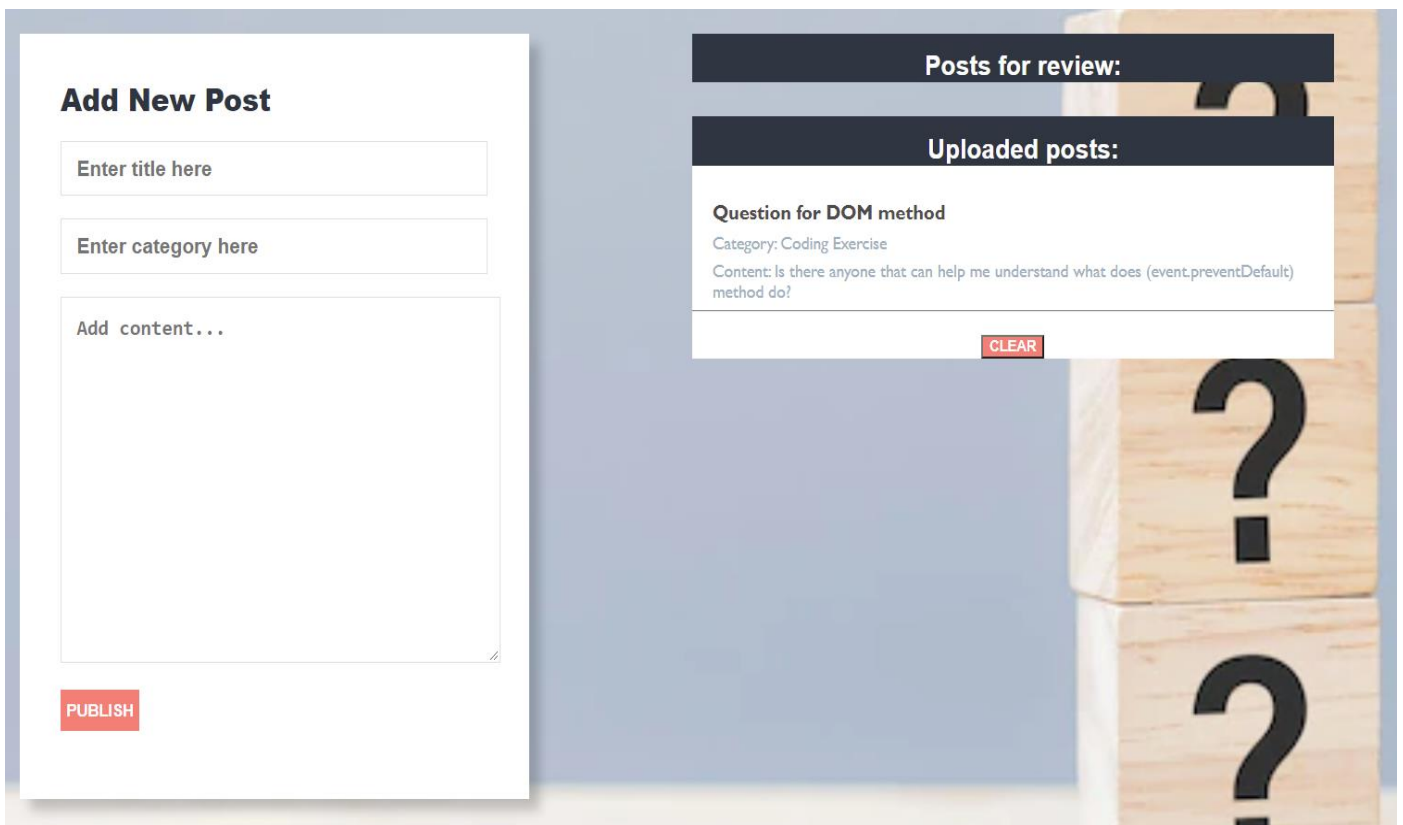 Add New Post
Enter title here
Enter category here
Add content...
PUBLISH
Posts for review:
Uploaded posts:
Question for DOM method
Category: Coding Exercise
Content: Is there anyone that can help me understand what does (event.preventDefault)
method do?
CLEAR
?
?
?